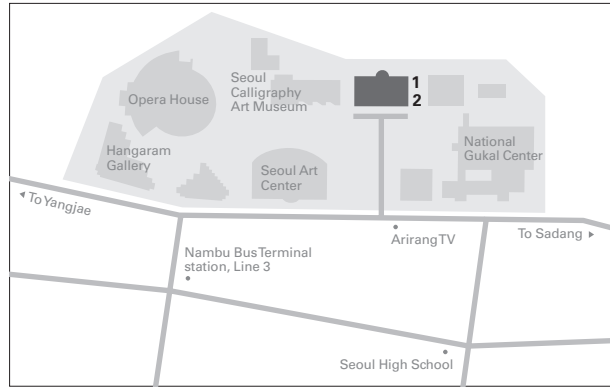 Opera House
Seoul
Calligraphy
Art Museum
1
2
Hangaram
Gallery
Seoul Art
Center
National
Gukal Center
◀ To Yangjae
Arirang TV
To Sadang ▶
Nambu Bus Terminal
station, Line 3
Seoul High School